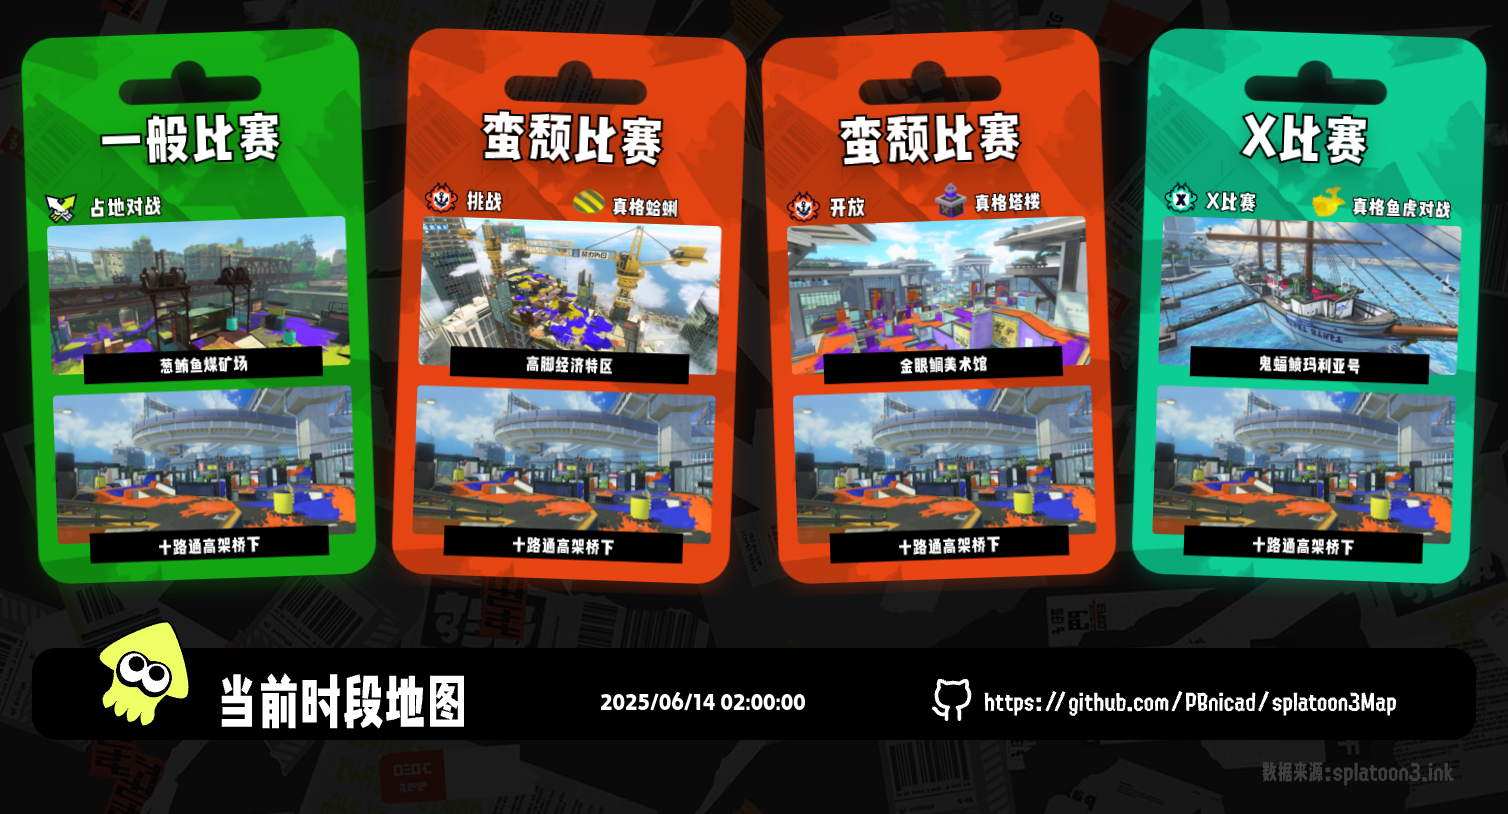 一般比赛
占地对战
葱鲔鱼煤矿场
十路通高架桥下
蛮颓比赛
挑战
真格蛤蜊
高脚经济特区
十路通高架桥下
蛮颓比赛
开放
真格塔楼
金眼鲷美术馆
十路通高架桥下
X比赛
X比赛
真格鱼虎对战
鬼蝠鲼玛利亚号
十路通高架桥下
当前时段地图
2025/06/14 02:00:00
https://github.com/PBnicad/splatoon3Map
数据来源:splatoon3.ink